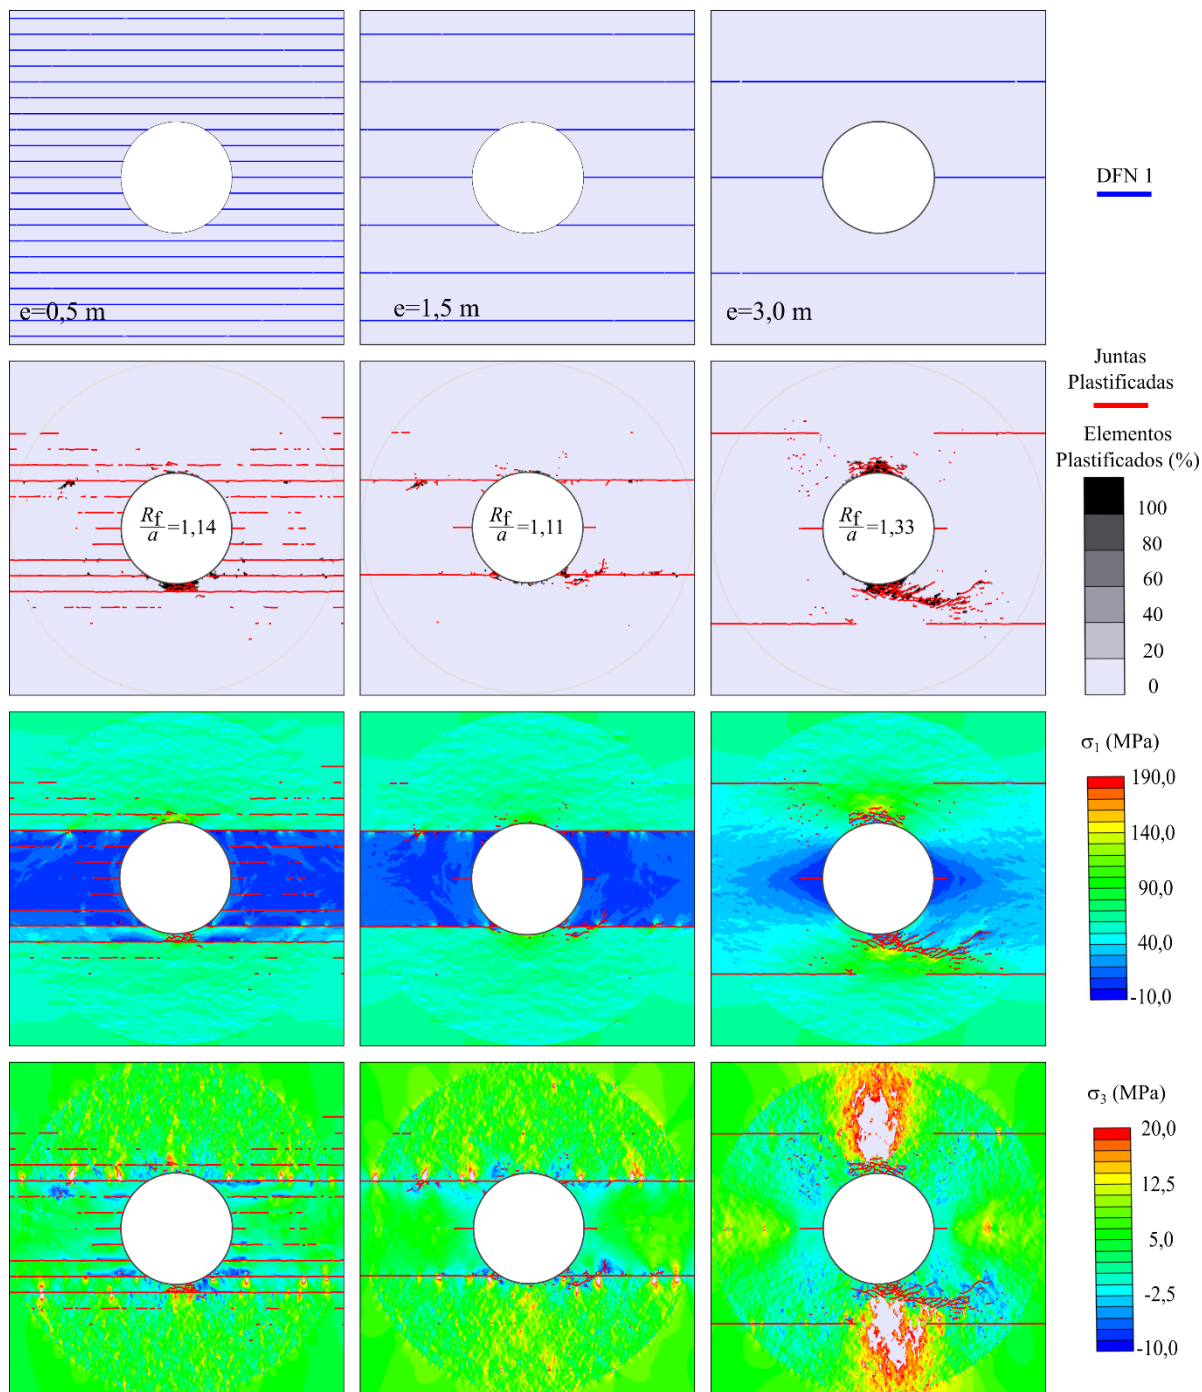 DFN 1
e=0,5 m
e=1,5 m
e=3,0 m
Juntas
Plastificadas
Elementos
Plastificados (%)
100
80
60
40
20
0
Rf/a=1,14
Rf/a=1,11
Rf/a=1,33
σ1 (MPa)
190,0
140,0
90,0
40,0
-10,0
σ3 (MPa)
20,0
12,5
5,0
-2,5
-10,0